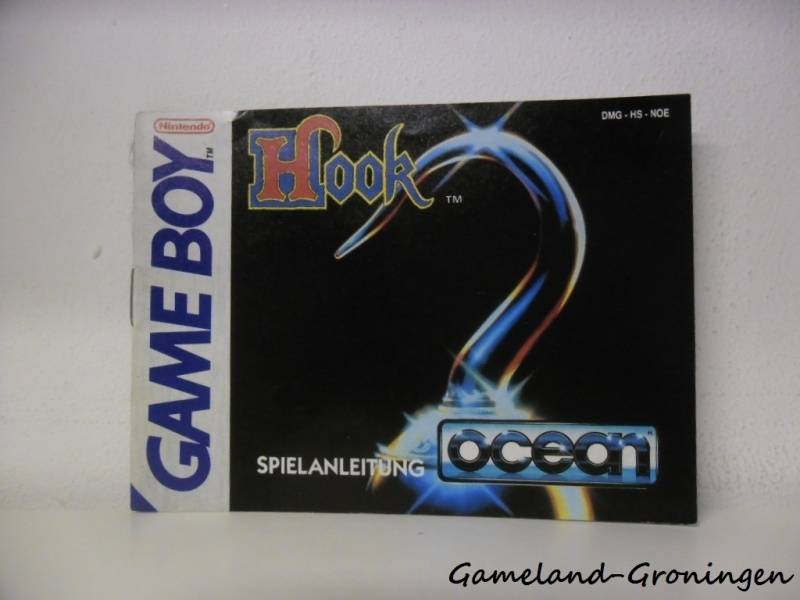 Nintendo
GAME BOY
TM
Hook
TM
DMG - HS - NOE
SPIELANLEITUNG
ocean
Gameland-Groningen